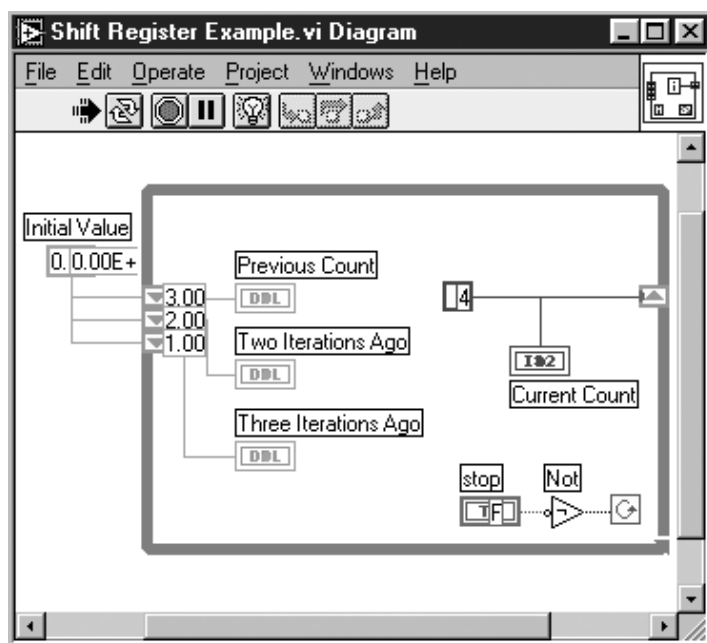 Shift Register Example.vi Diagram
File Edit Operate Project Windows Help
Initial Value
0. 0.00E+
Previous Count
3.00 DBL
2.00
1.00
Two Iterations Ago
DBL
Three Iterations Ago
DBL
4
I32
Current Count
stop Not
TF